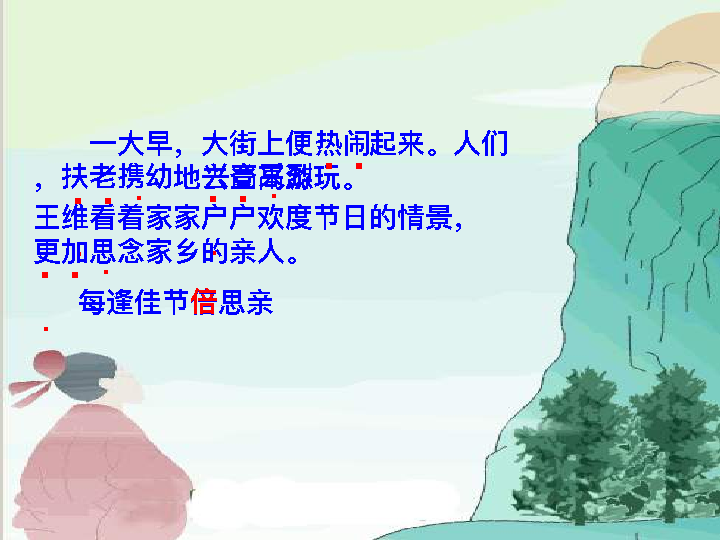 一大早，大街上便热闹起来。人们
，扶老携幼地去登高游玩。
王维看着家家户户欢度节日的情景，
更加思念家乡的亲人。
每逢佳节倍思亲